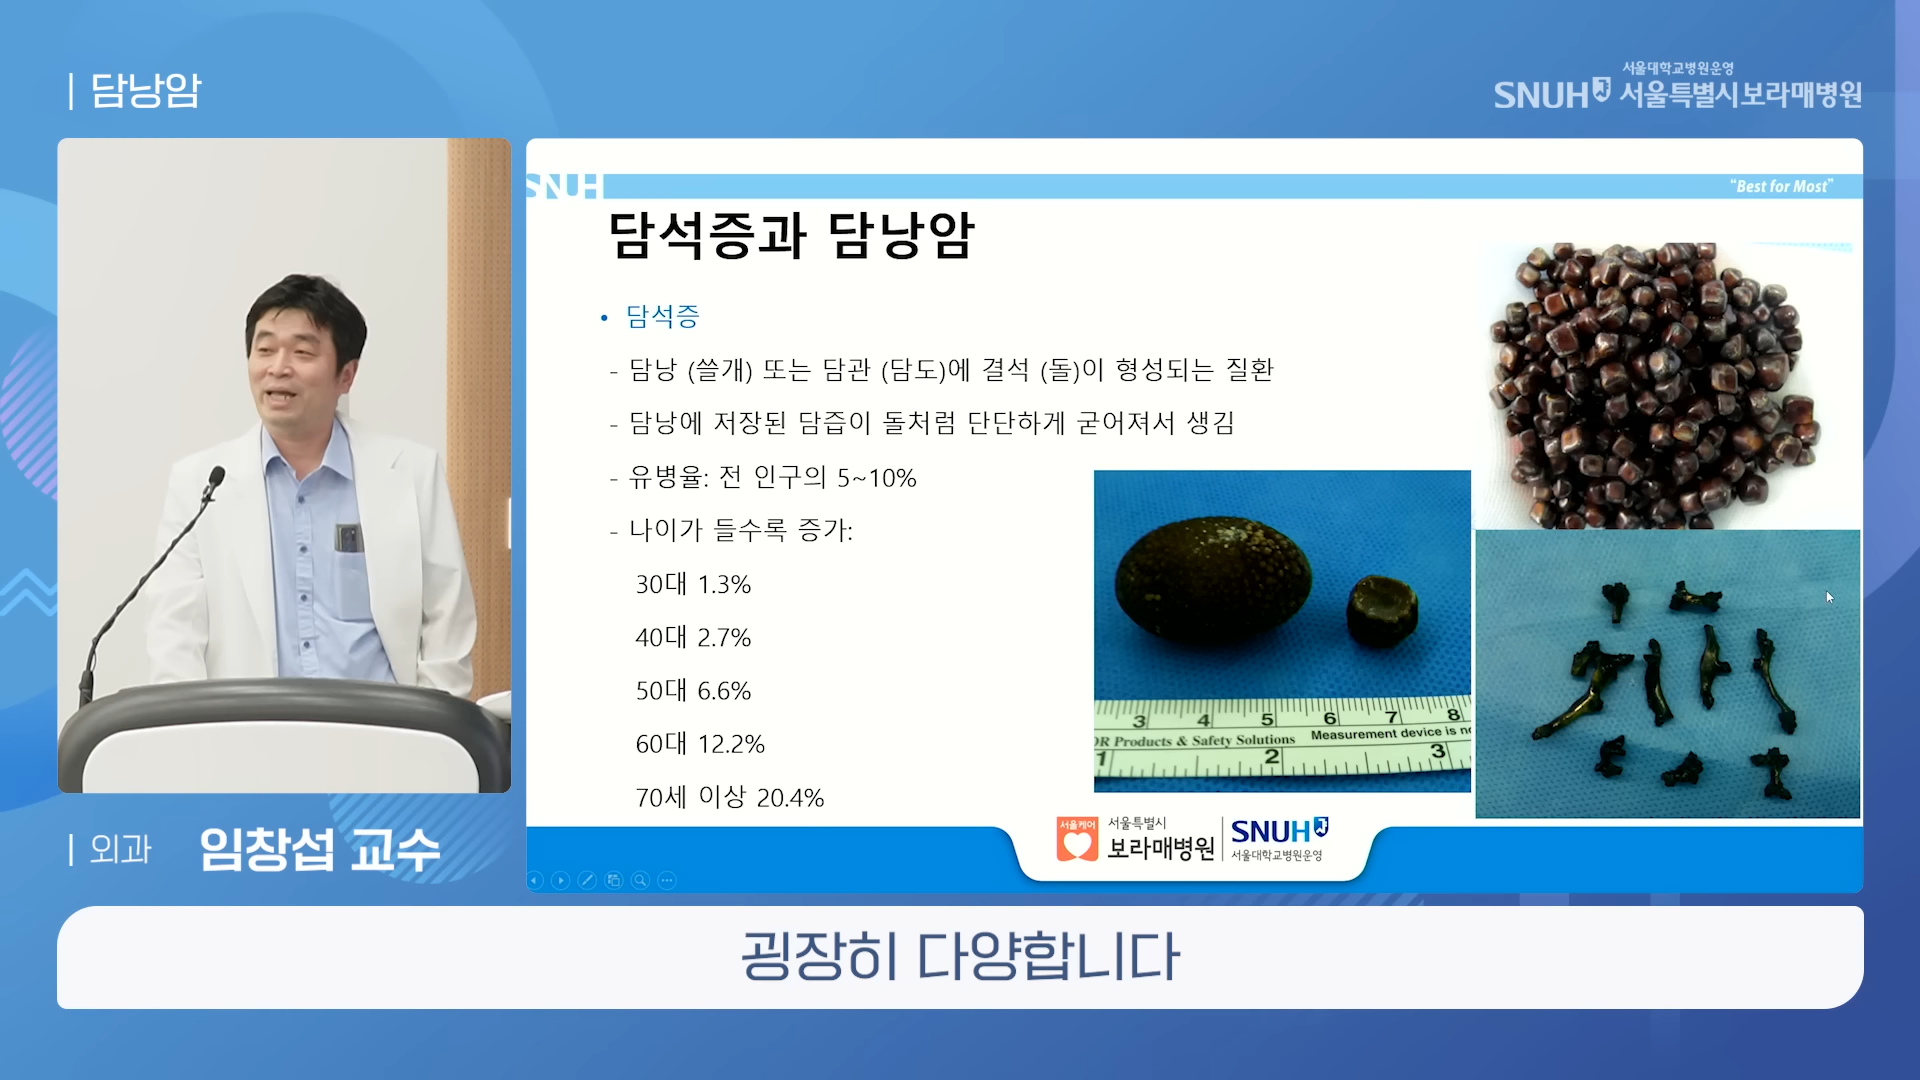 | 담낭암
서울대학교병원운영
SNUH 서울특별시보라매병원
SNUH
“Best for Most”
담석증과 담낭암
• 담석증
- 담낭 (쓸개) 또는 담관 (담도)에 결석 (돌)이 형성되는 질환
- 담낭에 저장된 담즙이 돌처럼 단단하게 굳어져서 생김
- 유병율: 전 인구의 5~10%
- 나이가 들수록 증가:
30대 1.3%
40대 2.7%
50대 6.6%
60대 12.2%
70세 이상 20.4%
3 4 5 6 7 8
OR Products & Safety Solutions Measurement device is
1 2 3
서울케어
서울특별시
보라매병원
SNUH
서울대학교병원운영
| 외과 임창섭 교수
굉장히 다양합니다